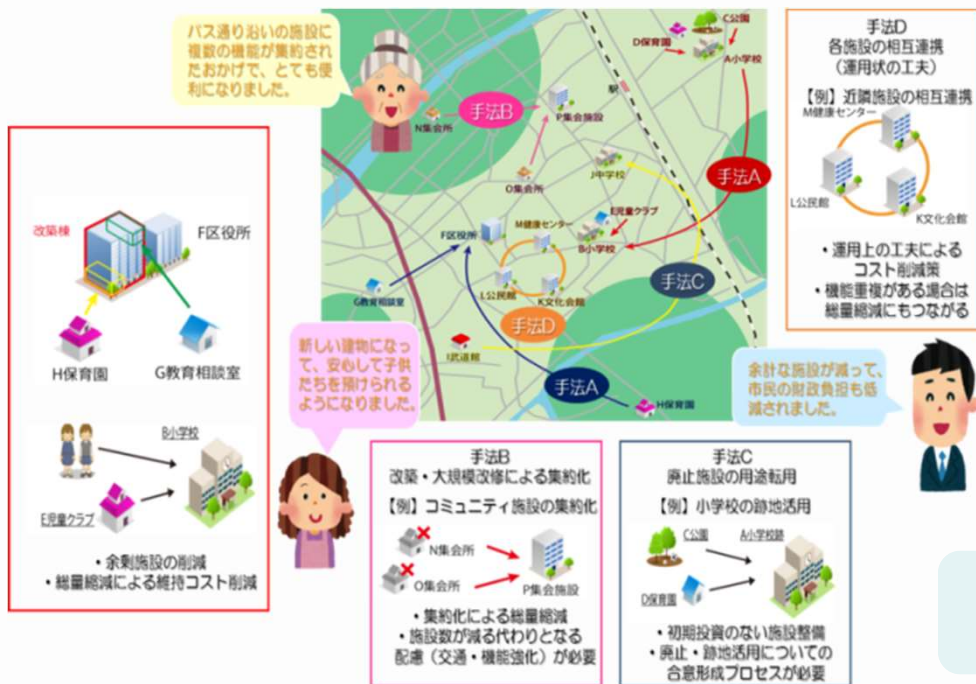 バス通り沿いの施設に
複数の機能が集約され
たおかげで、とても便
利になりました。
N集会所
手法B
P集会施設
O集会所
駅
C公園
D保育園
A小学校
手法A
J中学校
E児童クラブ
B小学校
F区役所
M健康センター
L公民館
K文化会館
G教育相談室
手法C
手法D
I武道館
手法A
H保育園
手法D
各施設の相互連携
（運用状の工夫）
【例】近隣施設の相互連携
M健康センター
L公民館
K文化会館
・運用上の工夫による
コスト削減策
・機能重複がある場合は
総量縮減にもつながる
改築棟
F区役所
H保育園
G教育相談室
B小学校
E児童クラブ
・余剰施設の削減
・総量縮減による維持コスト削減
新しい建物になっ
て、安心して子供
たちを預けられる
ようになりました。
余計な施設が減って、
市民の財政負担も低
減されました。
手法B
改築・大規模改修による集約化
【例】コミュニティ施設の集約化
N集会所
O集会所
P集会施設
・集約化による総量縮減
・施設数が減る代わりとなる
配慮（交通・機能強化）が必要
手法C
廃止施設の用途転用
【例】小学校の跡地活用
C公園
A小学校跡
D保育園
・初期投資のない施設整備
・廃止・跡地活用についての
合意形成プロセスが必要